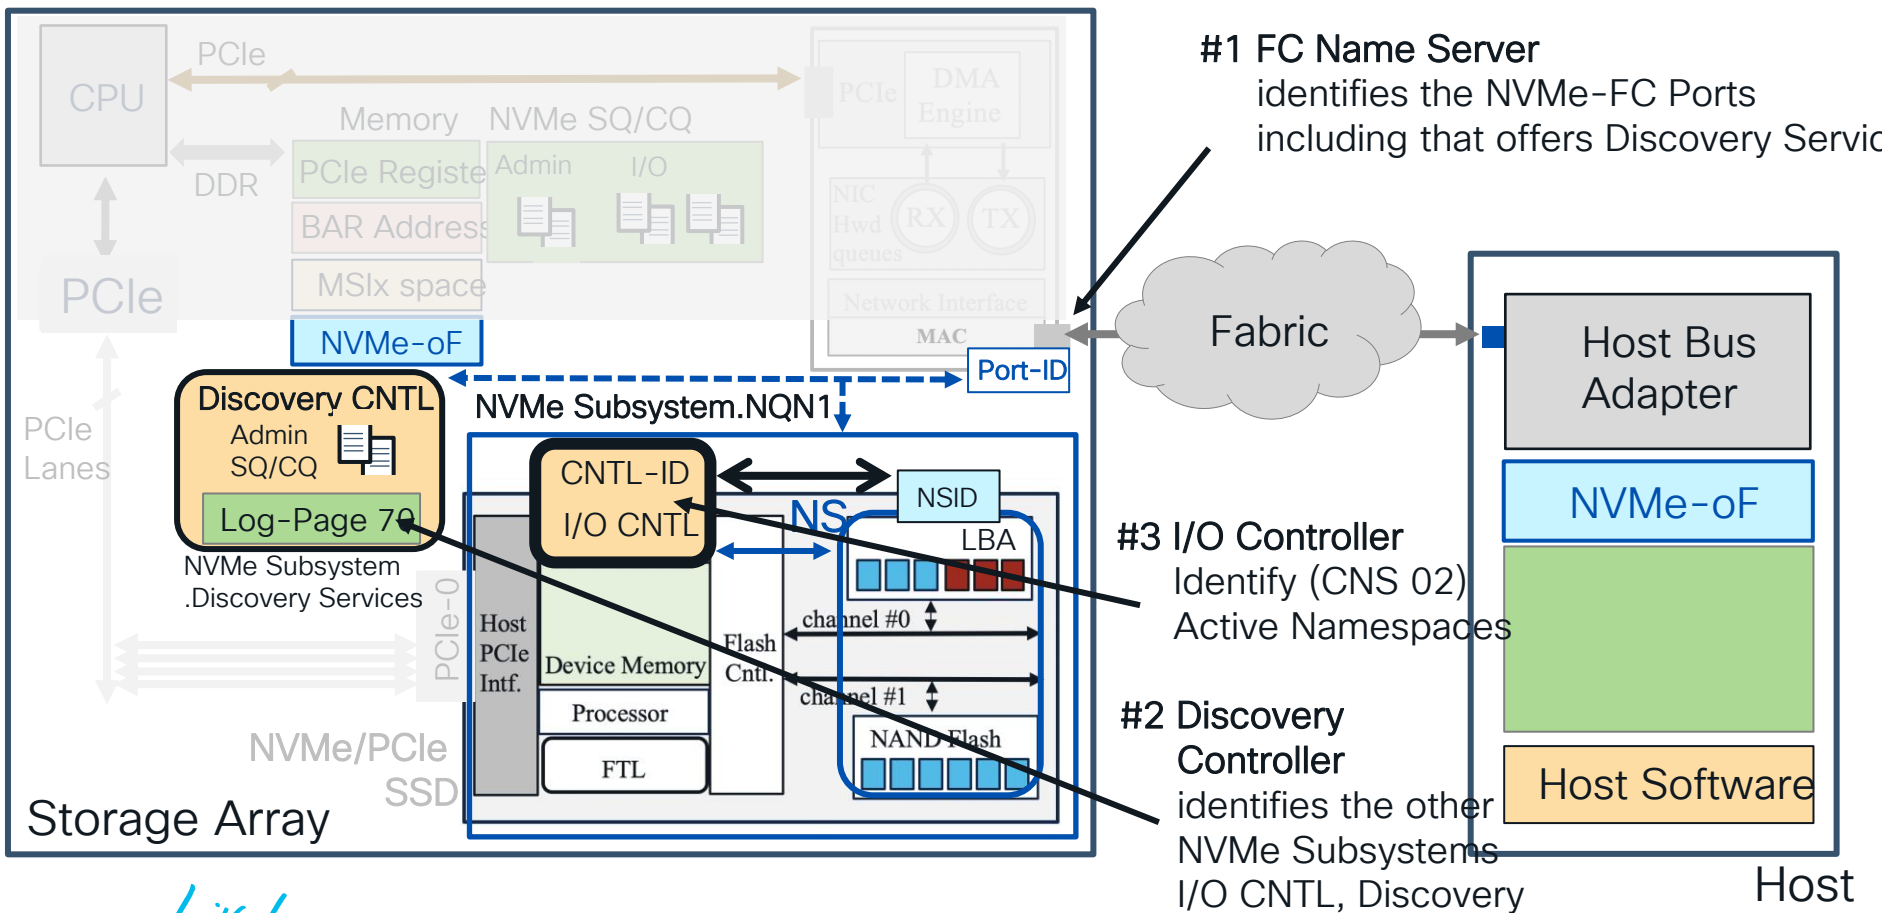 #1 FC Name Server
identifies the NVMe-FC Ports
including that offers Discovery Servic
CPU
PCIe
Memory
NVMe SQ/CQ
DDR
PCIe Registe
BAR Address
MSIx space
NVMe-oF
Admin
I/O
PCIe
DMA
Engine
NIC
Hwd
queues
RX
TX
Network Interface
MAC
Port-ID
PCIe
PCIe
Lanes
Fabric
Host Bus
Adapter
NVMe-oF
Host Software
Host
Discovery CNTL
Admin
SQ/CQ
Log-Page 70
NVMe Subsystem
.Discovery Services
NVMe Subsystem.NQN1
CNTL-ID
I/O CNTL
NS
NSID
LBA
PCIe-0
Host
PCIe
Intf.
Device Memory
Processor
FTL
Flash
Cntl.
channel #0
channel #1
NAND Flash
NVMe/PCIe
SSD
Storage Array
#3 I/O Controller
Identify (CNS 02)
Active Namespaces
#2 Discovery
Controller
identifies the other
NVMe Subsystems
I/O CNTL, Discovery